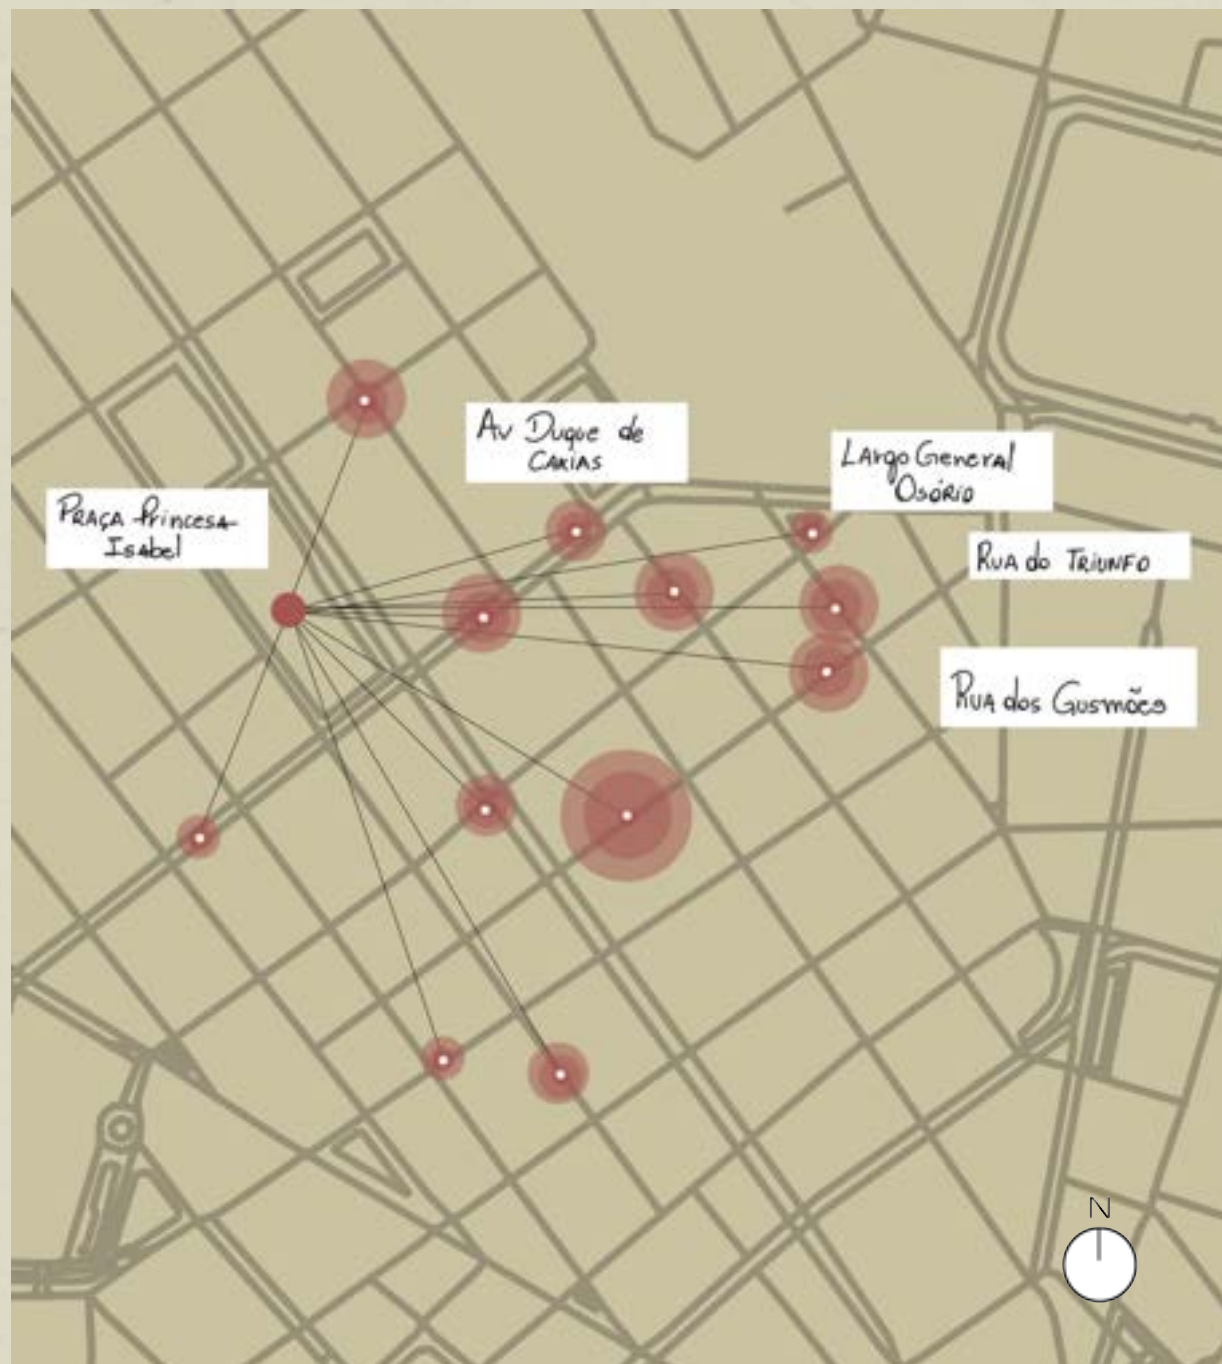 Av Duque de
CAXIAS
Largo General
Osório
PRAÇA Princesa
Isabel
RUA do TRIUNFO
RUA dos Gusmões
N